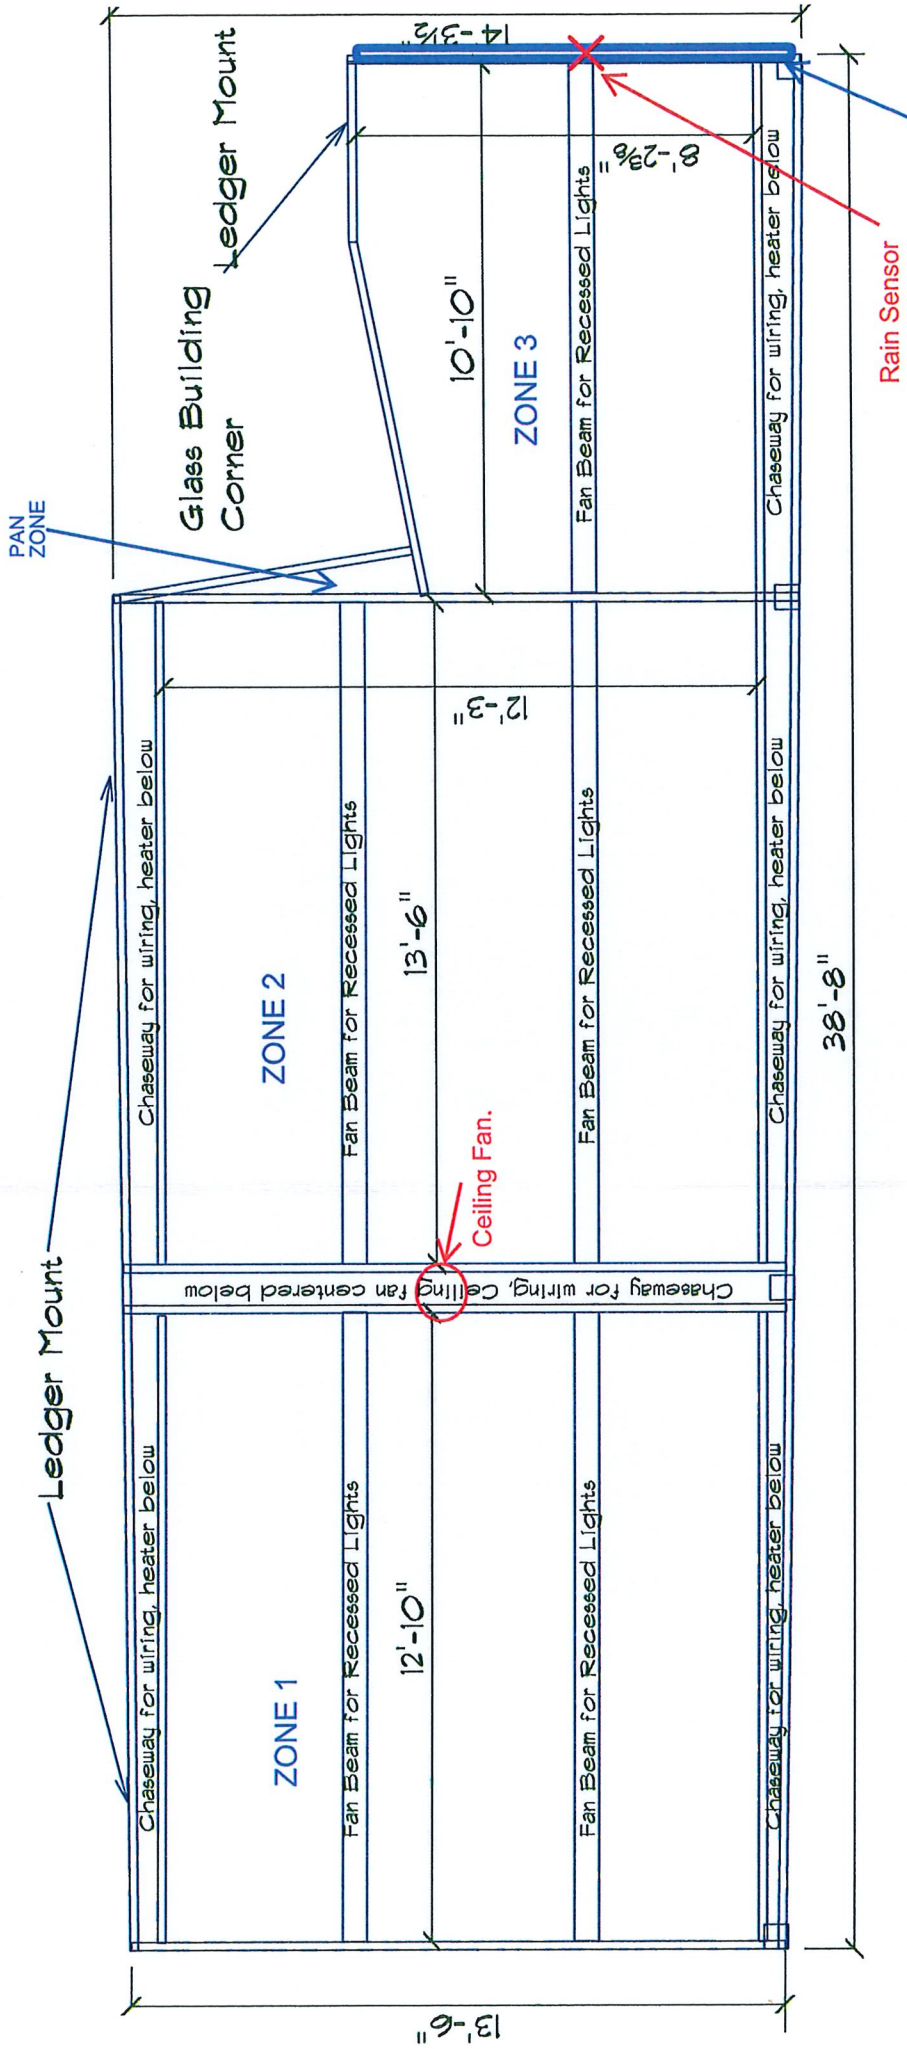 Ledger Mount
PAN
ZONE
Glass Building
Corner
Ledger Mount
14'-3½"
13'-6"
Chaseway for wiring, heater below
Chaseway for wiring, heater below
ZONE 1
ZONE 2
ZONE 3
Fan Beam for Recessed Lights
Fan Beam for Recessed Lights
12'-10"
13'-6"
10'-10"
12'-3"
8'-2⅜"
Chaseway for wiring, Ceiling fan centered below
Ceiling Fan.
Fan Beam for Recessed Lights
Fan Beam for Recessed Lights
Fan Beam for Recessed Lights
Chaseway for wiring, heater below
Chaseway for wiring, heater below
Chaseway for wiring, heater below
38'-8"
Rain Sensor